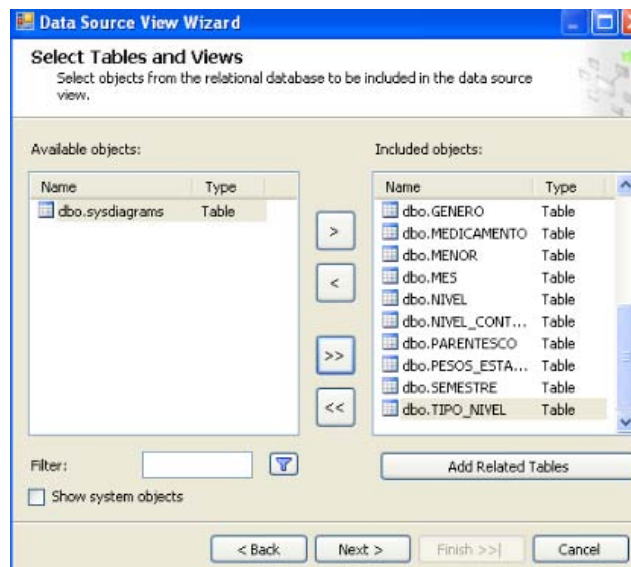 Data Source View Wizard
Select Tables and Views
Select objects from the relational database to be included in the data source
view.
Available objects:
Name Type
dbo.sysdiagrams Table
>
<
>>
<<
Included objects:
Name Type
dbo.GENERO Table
dbo.MEDICAMENTO Table
dbo.MENOR Table
dbo.MES Table
dbo.NIVEL Table
dbo.NIVEL_CONT... Table
dbo.PARENTESCO Table
dbo.PESOS_ESTA... Table
dbo.SEMESTRE Table
dbo.TIPO_NIVEL Table
Filter:
Add Related Tables
Show system objects
< Back Next > Finish >>| Cancel